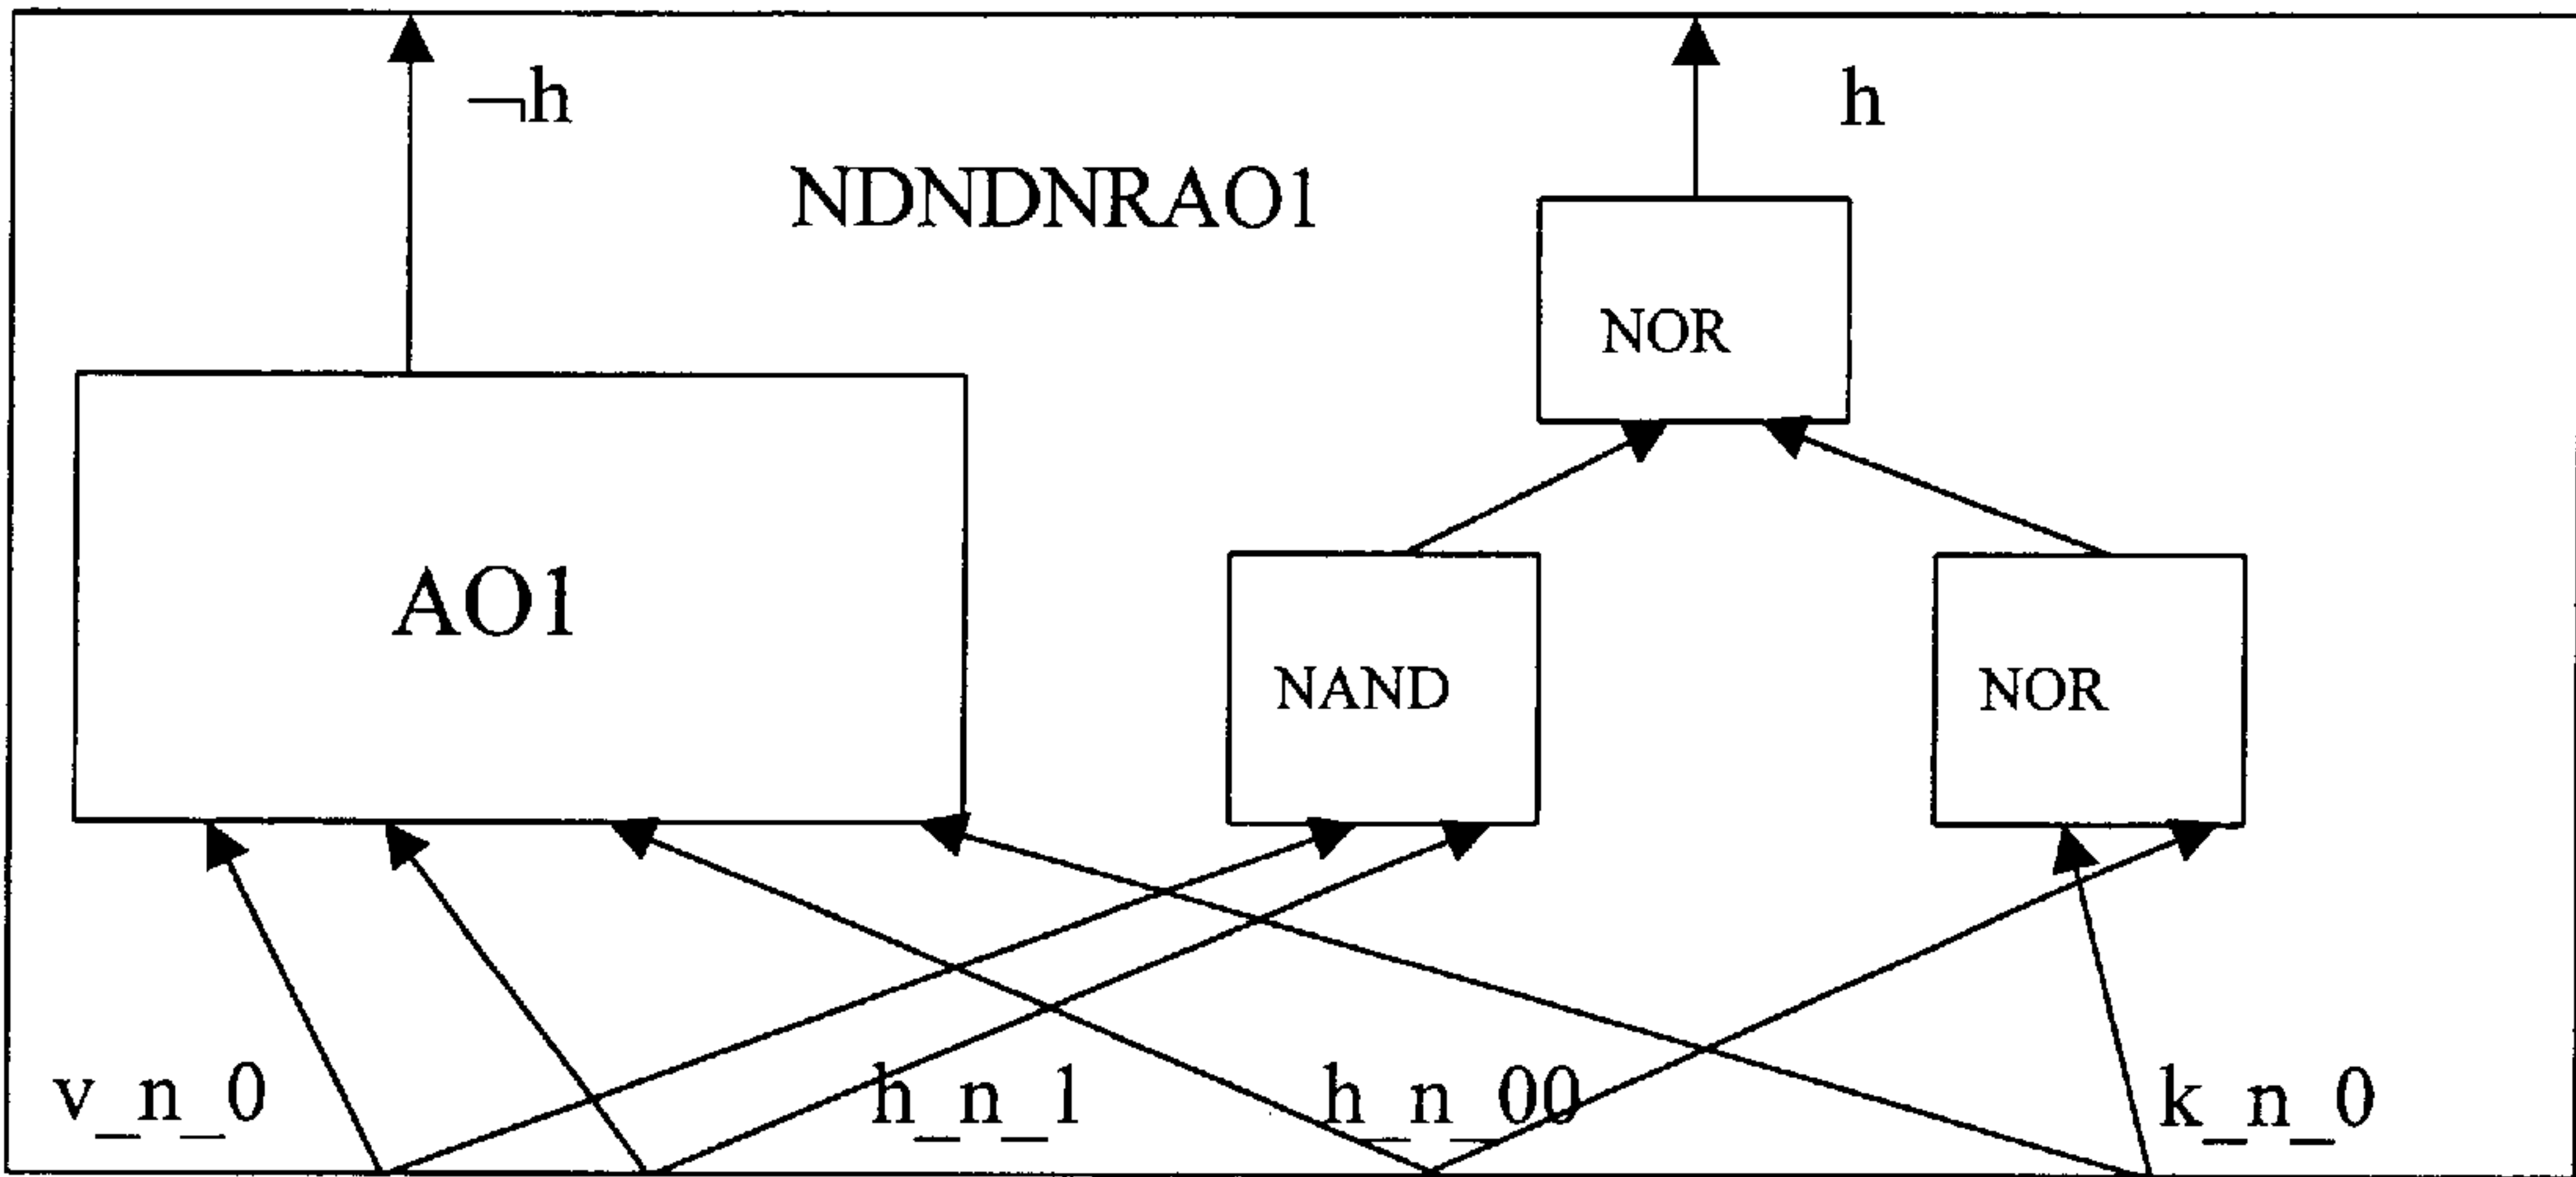 ¬h
h
NDNDNRAO1
NOR
AO1
NAND
NOR
v_n_0
h_n_1
h_n_00
k_n_0